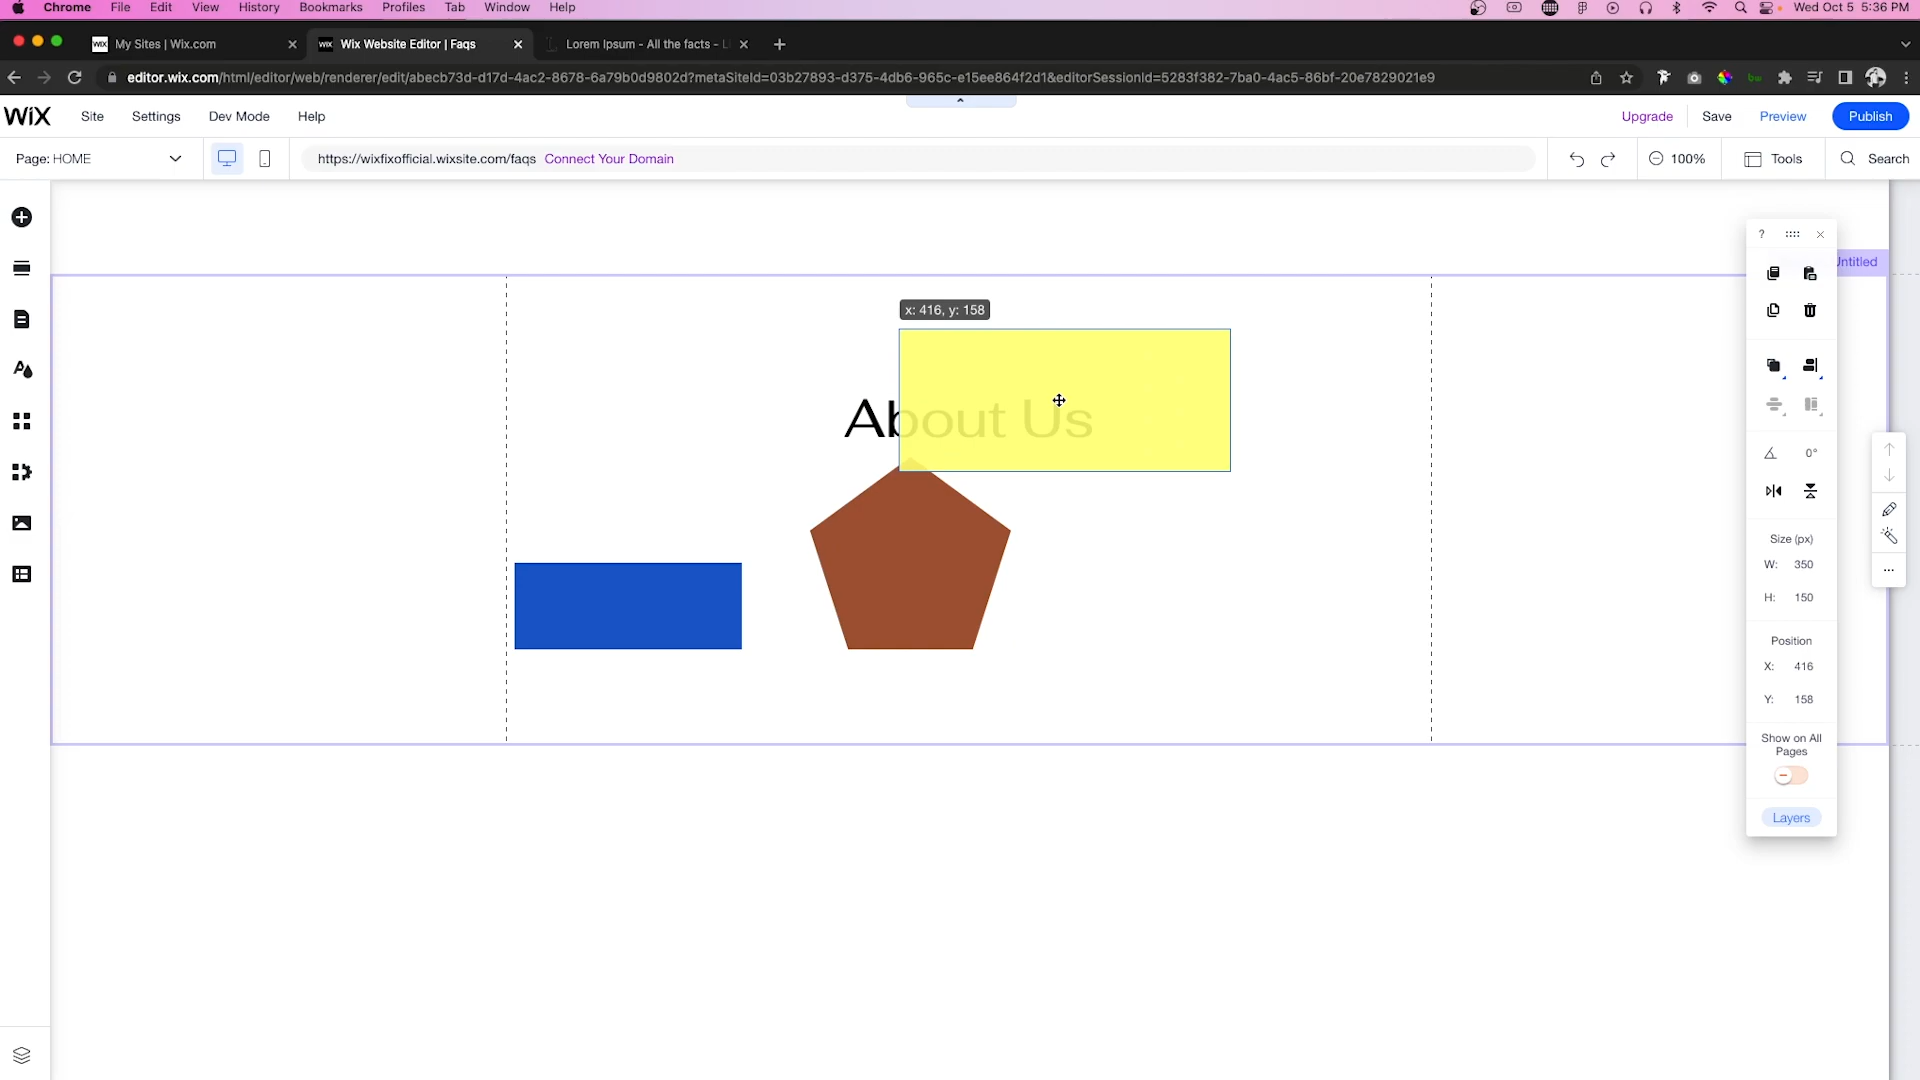 Chrome File Edit View History Bookmarks Profiles Tab Window Help Wed Oct 5 5:36 PM
WIX My Sites | Wix.com WIX Wix Website Editor | Faqs Lorem Ipsum - All the facts - L
editor.wix.com/html/editor/web/renderer/edit/abecb73d-d17d-4ac2-8678-6a79b0d9802d?metaSiteId=03b27893-d375-4db6-965c-e15ee864f2d1&editorSessionId=5283f382-7ba0-4ac5-86bf-20e7829021e9 bw
WiX Site Settings Dev Mode Help Upgrade Save Preview Publish
Page: HOME https://wixfixofficial.wixsite.com/faqs Connect Your Domain 100% Tools Search
?
Untitled
x: 416, y: 158
About Us
0°
Size (px)
W: 350
H: 150
Position
X: 416
Y: 158
Show on All
Pages
Layers